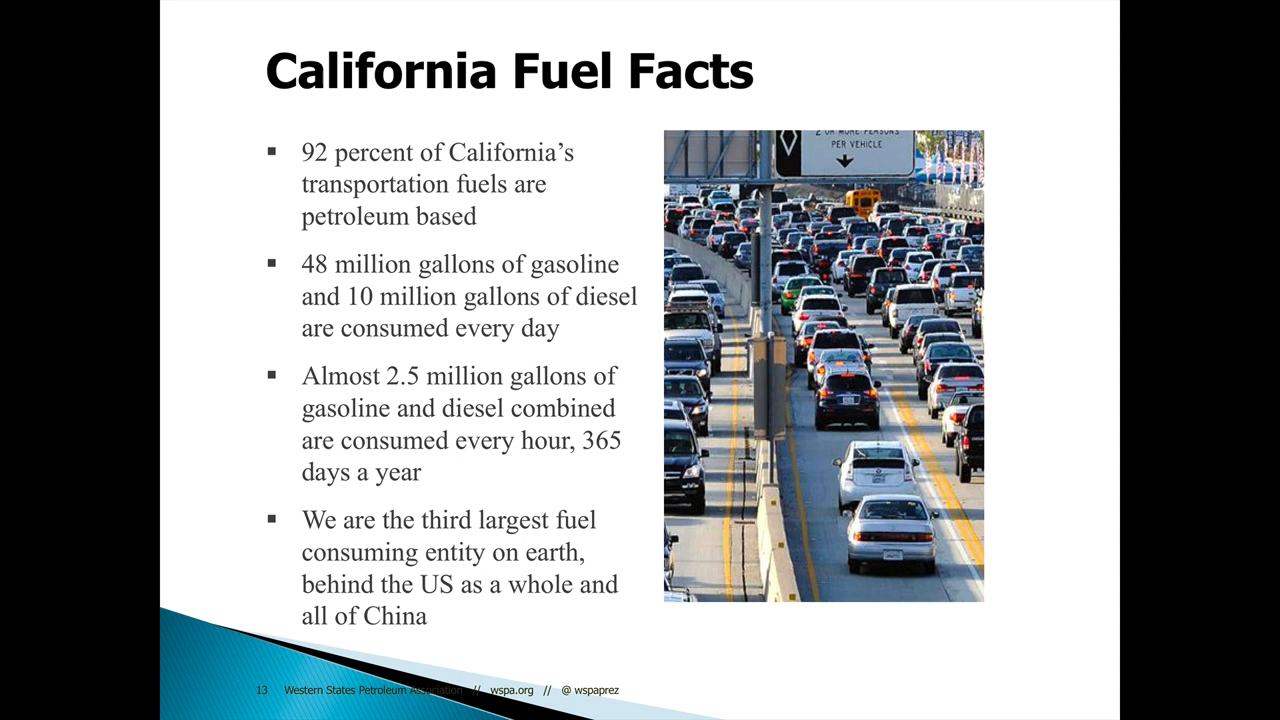 California Fuel Facts
▪ 92 percent of California’s
transportation fuels are
petroleum based
▪ 48 million gallons of gasoline
and 10 million gallons of diesel
are consumed every day
▪ Almost 2.5 million gallons of
gasoline and diesel combined
are consumed every hour, 365
days a year
▪ We are the third largest fuel
consuming entity on earth,
behind the US as a whole and
all of China
2 OR MORE PERSONS
PER VEHICLE
13 Western States Petroleum Association // wspa.org // @ wspaprez